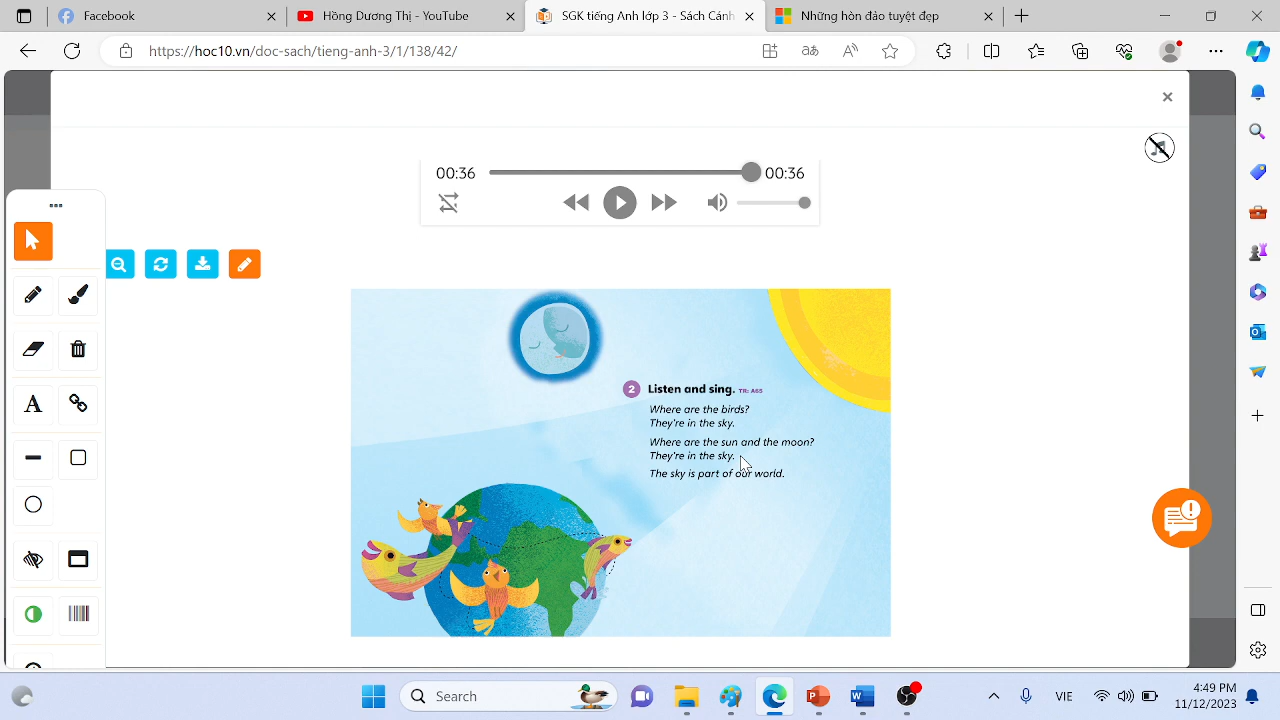 Facebook
Hồng Dương Thị - YouTube
SGK tiếng Anh lớp 3 - Sách Cánh
Những hòn đảo tuyệt đẹp
https://hoc10.vn/doc-sach/tieng-anh-3/1/138/42/
00:36
00:36
2 Listen and sing. TR: A65
Where are the birds?
They're in the sky.
Where are the sun and the moon?
They're in the sky.
The sky is part of our world.
A
Search
VIE
4:49 PM
11/12/2023